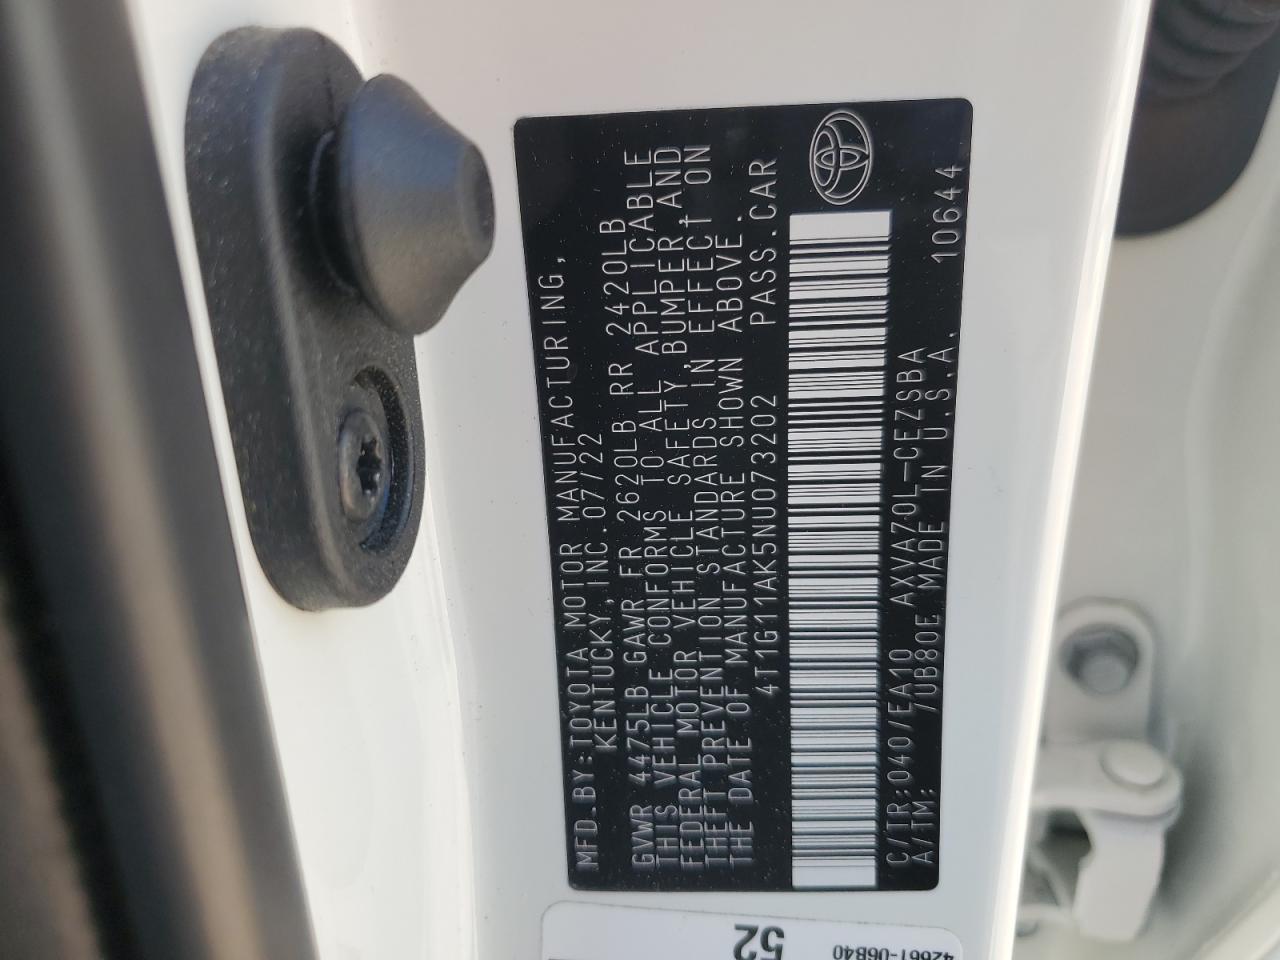 MFD.BY:TOYOTA MOTOR MANUFACTURING,
KENTUCKY, INC. 07/22
GVWR 4475LB GAWR FR 2620LB RR 2420LB
THIS VEHICLE CONFORMS TO ALL APPLICABLE
FEDERAL MOTOR VEHICLE SAFETY, BUMPER, AND
THEFT PREVENTION STANDARDS IN EFFECT ON
THE DATE OF MANUFACTURE SHOWN ABOVE.
4T1G11AK5NU073202 PASS.CAR
C/TR:040/EA10 AXVA70L-CEZSBA 10644
A/TM: /UB80E MADE IN U.S.A.
52
42661-06B40